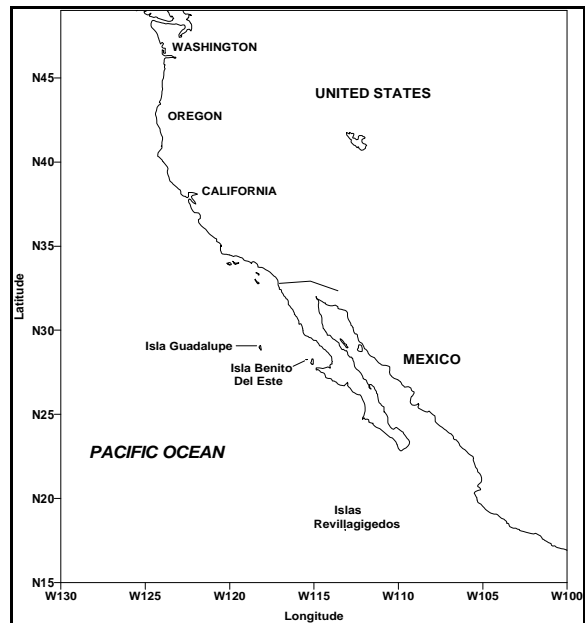 WASHINGTON
N45
UNITED STATES
OREGON
N40
CALIFORNIA
N35
Latitude
N30
Isla Guadalupe
MEXICO
Isla Benito
Del Este
N25
PACIFIC OCEAN
N20
Islas
Revillagigedos
N15
W130
W125
W120
W115
W110
W105
W100
Longitude